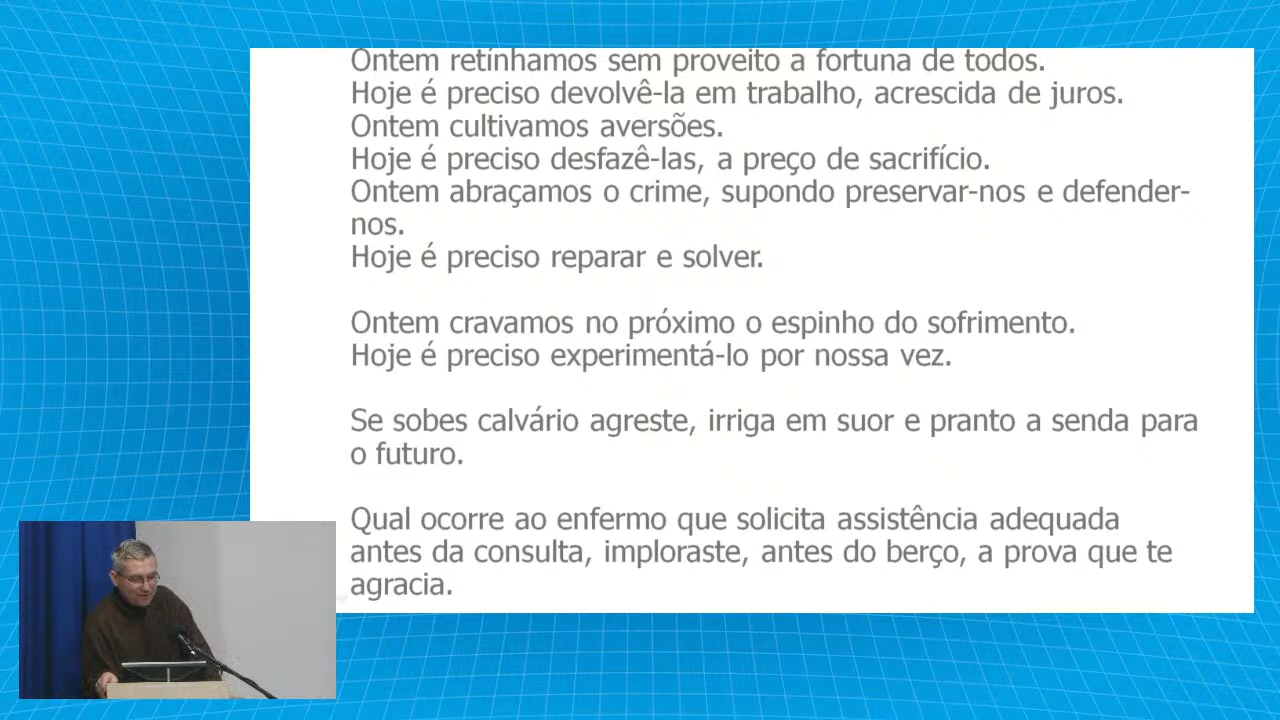 Ontem retínhamos sem proveito a fortuna de todos.
Hoje é preciso devolvê-la em trabalho, acrescida de juros.
Ontem cultivamos aversões.
Hoje é preciso desfazê-las, a preço de sacrifício.
Ontem abraçamos o crime, supondo preservar-nos e defender-
nos.
Hoje é preciso reparar e solver.
Ontem cravamos no próximo o espinho do sofrimento.
Hoje é preciso experimentá-lo por nossa vez.
Se sobes calvário agreste, irriga em suor e pranto a senda para
o futuro.
Qual ocorre ao enfermo que solicita assistência adequada
antes da consulta, imploraste, antes do berço, a prova que te
agracia.